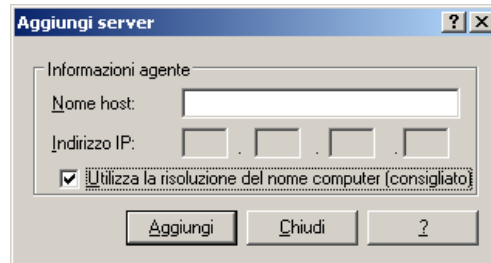 Aggiungi server
Informazioni agente
Nome host:
Indirizzo IP:
. . .
Utilizza la risoluzione del nome computer (consigliato)
Aggiungi Chiudi ?